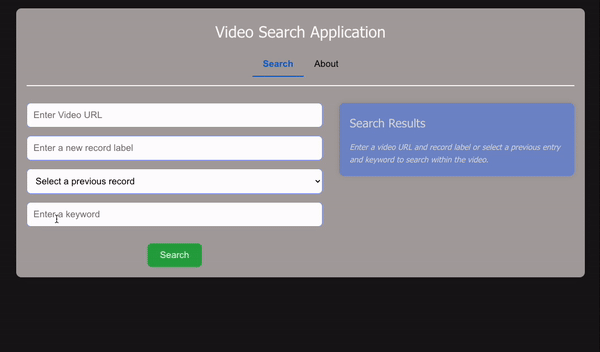 Video Search Application
Search
About
Enter Video URL
Enter a new record label
Select a previous record
Enter a keyword
Search
Search Results
Enter a video URL and record label or select a previous entry
and keyword to search within the video.